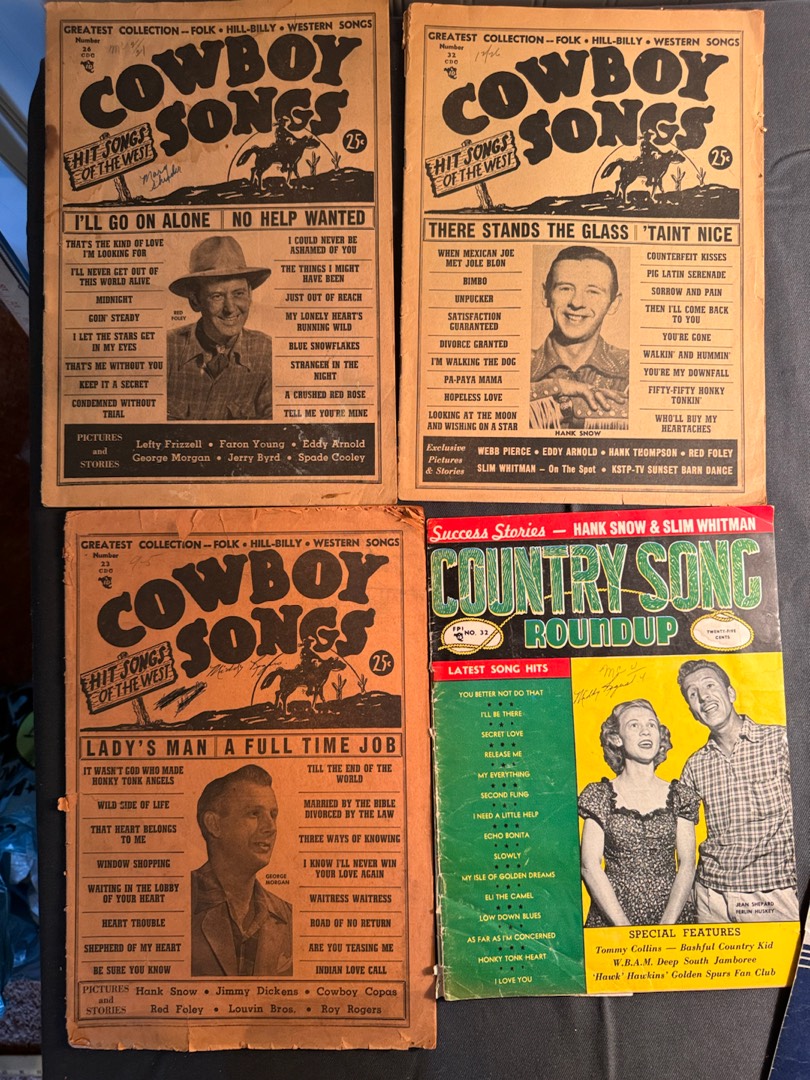 GREATEST COLLECTION -- FOLK • HILL-BILLY • WESTERN SONGS
Number
26
CDC
COWBOY
SONGS
HIT SONGS
OF THE WEST
25¢
I'LL GO ON ALONE
NO HELP WANTED
THAT'S THE KIND OF LOVE
I'M LOOKING FOR
I'LL NEVER GET OUT OF
THIS WORLD ALIVE
MIDNIGHT
GOIN' STEADY
I LET THE STARS GET
IN MY EYES
THAT'S ME WITHOUT YOU
KEEP IT A SECRET
CONDEMNED WITHOUT
TRIAL
RED
FOLEY
I COULD NEVER BE
ASHAMED OF YOU
THE THINGS I MIGHT
HAVE BEEN
JUST OUT OF REACH
MY LONELY HEART'S
RUNNING WILD
BLUE SNOWFLAKES
STRANGER IN THE
NIGHT
A CRUSHED RED ROSE
TELL ME YOU'RE MINE
PICTURES
and
STORIES
Lefty Frizzell • Faron Young • Eddy Arnold
George Morgan • Jerry Byrd • Spade Cooley
GREATEST COLLECTION -- FOLK • HILL-BILLY • WESTERN SONGS
Number
32
CDC
COWBOY
SONGS
HIT SONGS
OF THE WEST
25¢
THERE STANDS THE GLASS
'TAINT NICE
WHEN MEXICAN JOE
MET JOLE BLON
BIMBO
UNPUCKER
SATISFACTION
GUARANTEED
DIVORCE GRANTED
I'M WALKING THE DOG
PA-PAYA MAMA
HOPELESS LOVE
LOOKING AT THE MOON
AND WISHING ON A STAR
HANK SNOW
COUNTERFEIT KISSES
PIG LATIN SERENADE
SORROW AND PAIN
THEN I'LL COME BACK
TO YOU
YOU'RE GONE
WALKIN' AND HUMMIN'
YOU'RE MY DOWNFALL
FIFTY-FIFTY HONKY
TONKIN'
WHO'LL BUY MY
HEARTACHES
Exclusive
Pictures
& Stories
WEBB PIERCE • EDDY ARNOLD • HANK THOMPSON • RED FOLEY
SLIM WHITMAN — On The Spot • KSTP-TV SUNSET BARN DANCE
GREATEST COLLECTION -- FOLK • HILL-BILLY • WESTERN SONGS
Number
23
CDC
COWBOY
SONGS
HIT SONGS
OF THE WEST
25¢
LADY'S MAN
A FULL TIME JOB
IT WASN'T GOD WHO MADE
HONKY TONK ANGELS
WILD SIDE OF LIFE
THAT HEART BELONGS
TO ME
WINDOW SHOPPING
WAITING IN THE LOBBY
OF YOUR HEART
HEART TROUBLE
SHEPHERD OF MY HEART
BE SURE YOU KNOW
GEORGE
MORGAN
TILL THE END OF THE
WORLD
MARRIED BY THE BIBLE
DIVORCED BY THE LAW
THREE WAYS OF KNOWING
I KNOW I'LL NEVER WIN
YOUR LOVE AGAIN
WAITRESS WAITRESS
ROAD OF NO RETURN
ARE YOU TEASING ME
INDIAN LOVE CALL
PICTURES
and
STORIES
Hank Snow • Jimmy Dickens • Cowboy Copas
Red Foley • Louvin Bros. • Roy Rogers
Success Stories — HANK SNOW & SLIM WHITMAN
COUNTRY SONG
ROUNDUP
FPI
NO. 32
TWENTY-FIVE
CENTS
LATEST SONG HITS
YOU BETTER NOT DO THAT
I'LL BE THERE
SECRET LOVE
RELEASE ME
MY EVERYTHING
SECOND FLING
I NEED A LITTLE HELP
ECHO BONITA
SLOWLY
MY ISLE OF GOLDEN DREAMS
ELI THE CAMEL
LOW DOWN BLUES
AS FAR AS I'M CONCERNED
HONKY TONK HEART
I LOVE YOU
JEAN SHEPARD
FERLIN HUSKEY
SPECIAL FEATURES
Tommy Collins — Bashful Country Kid
W.B.A.M. Deep South Jamboree
'Hawk' Hawkins' Golden Spurs Fan Club